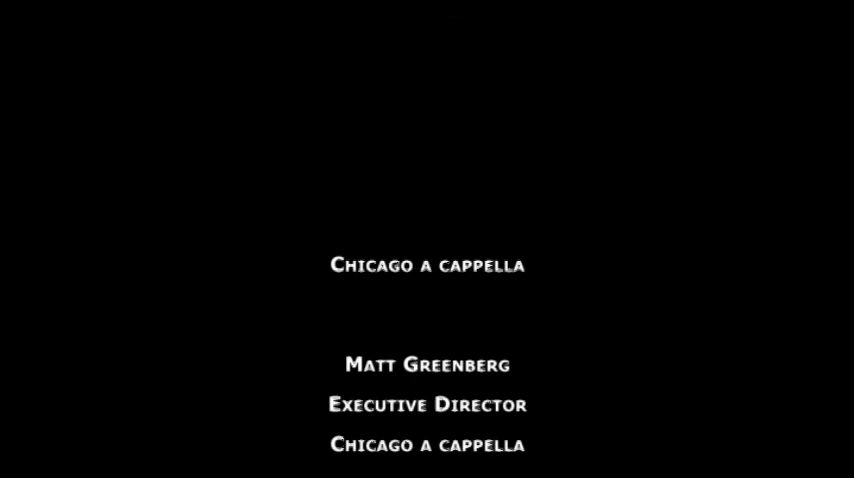 Chicago a cappella
Matt Greenberg
Executive Director
Chicago a cappella